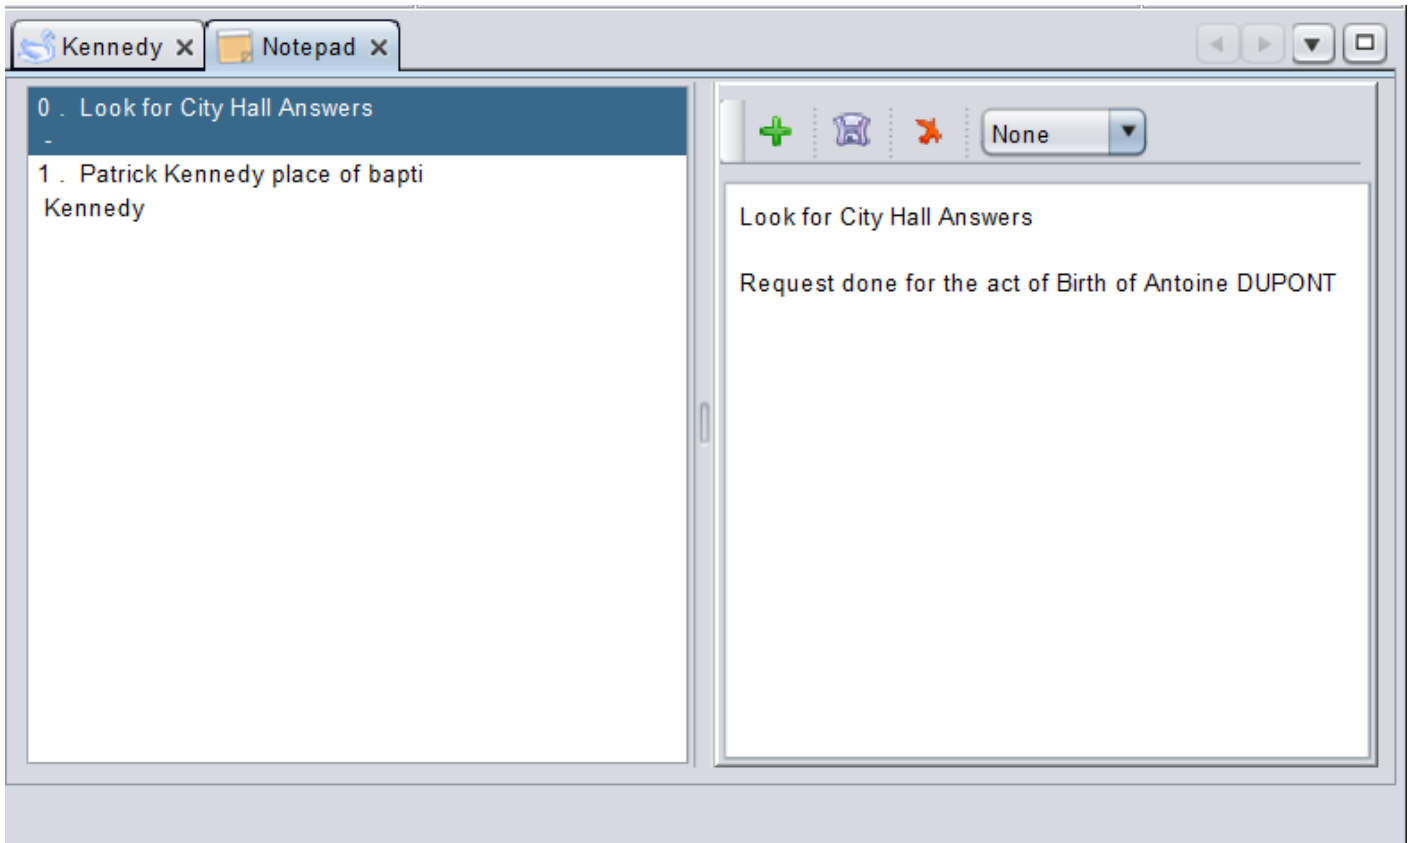 Kennedy
Notepad
0 . Look for City Hall Answers
-
1 . Patrick Kennedy place of bapti
Kennedy
None
Look for City Hall Answers
Request done for the act of Birth of Antoine DUPONT